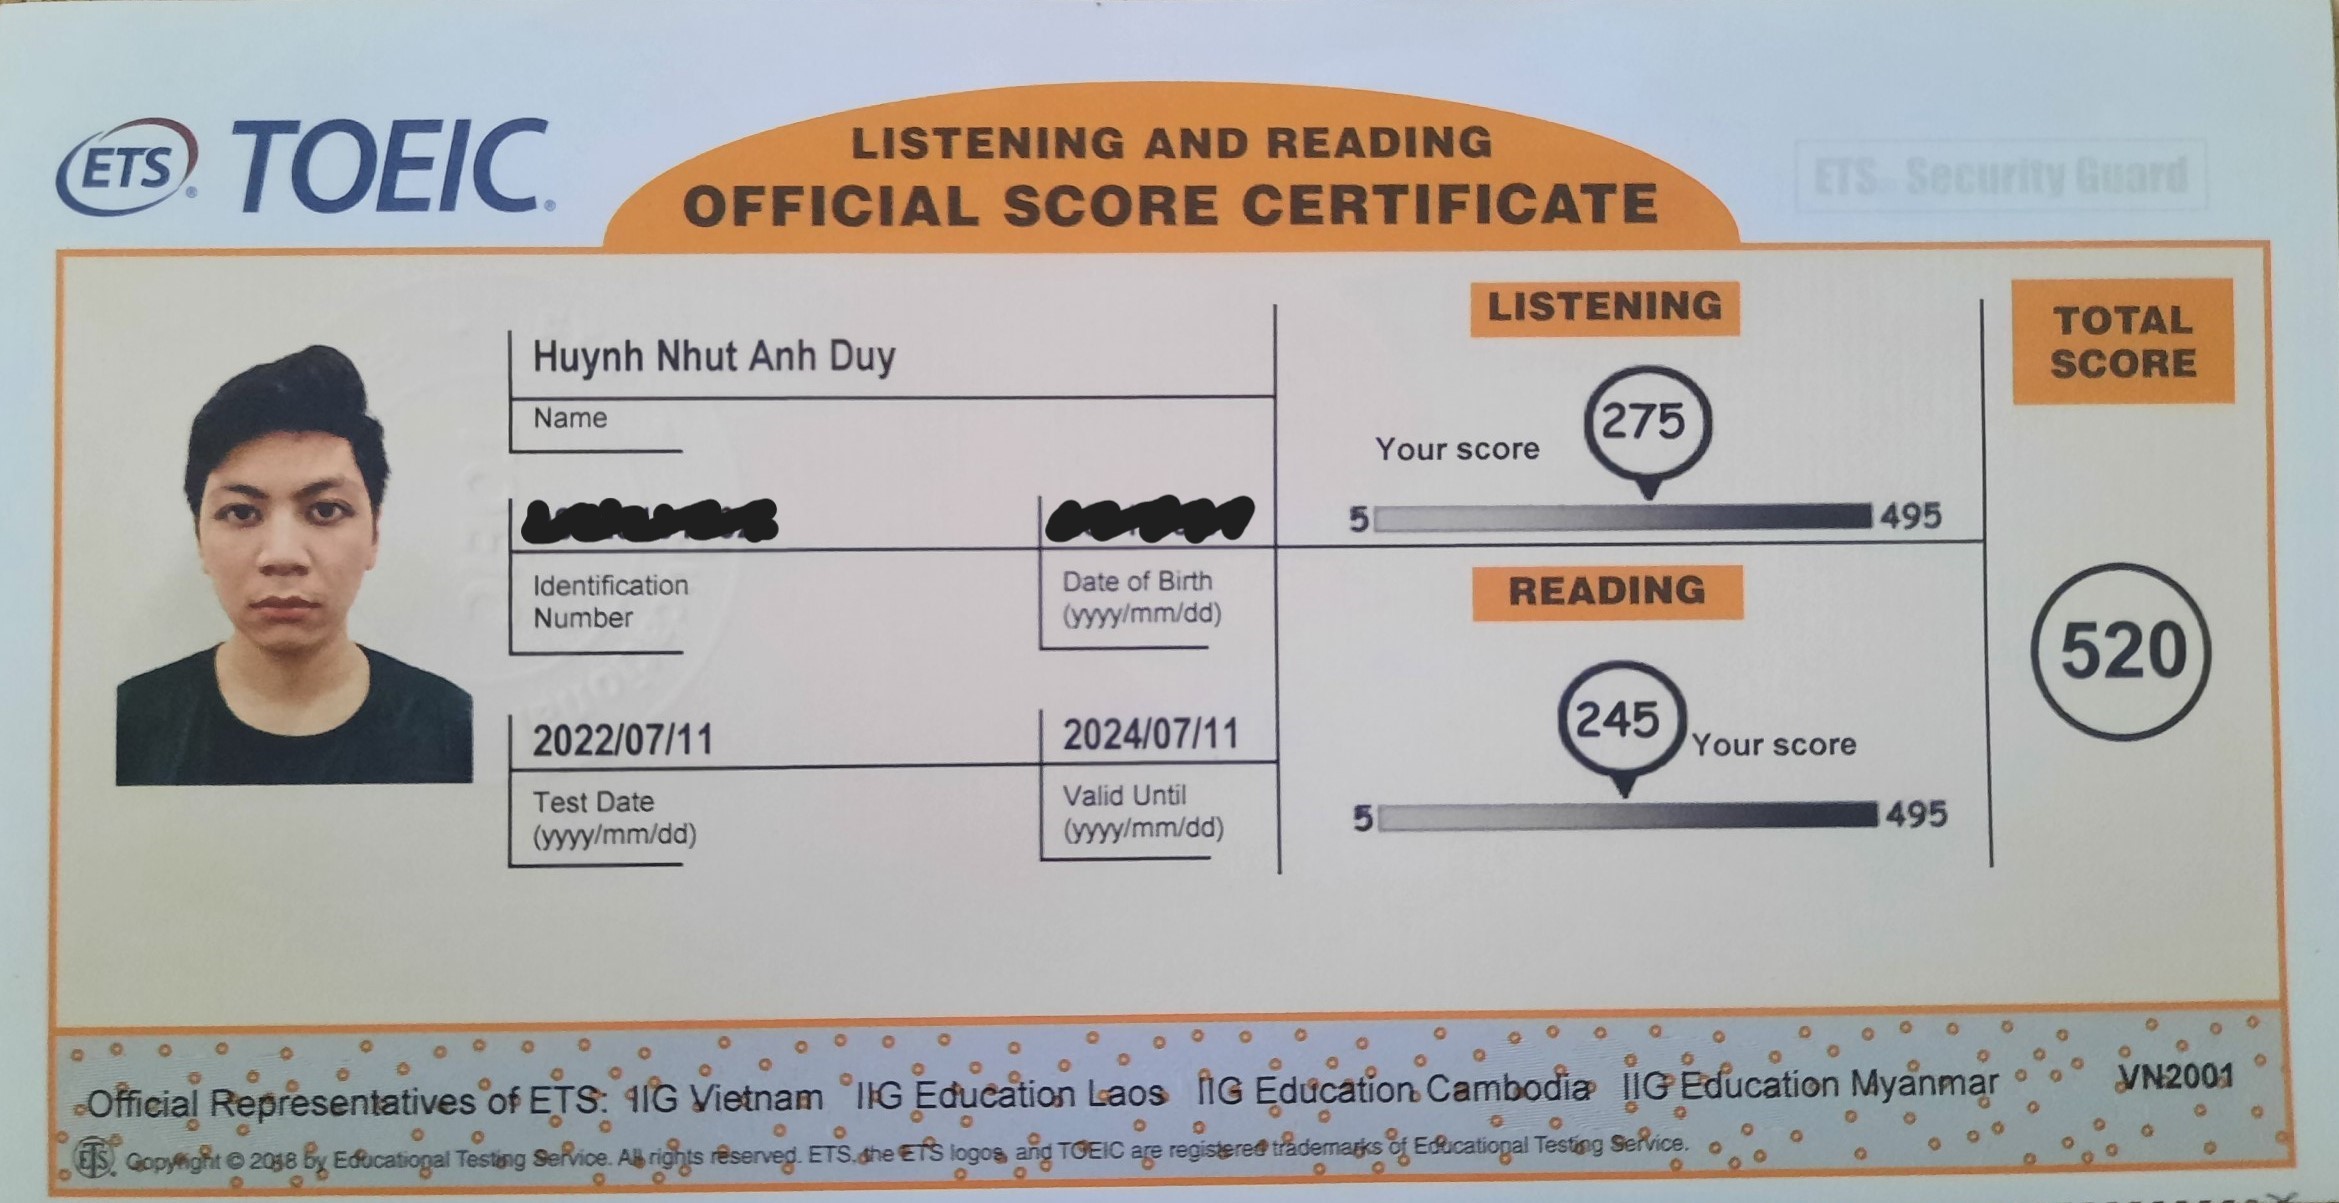 ETS® TOEIC®
LISTENING AND READING
OFFICIAL SCORE CERTIFICATE
ETS® Security Guard
Huynh Nhut Anh Duy
Name
Identification
Number
Date of Birth
(yyyy/mm/dd)
2022/07/11
Test Date
(yyyy/mm/dd)
2024/07/11
Valid Until
(yyyy/mm/dd)
LISTENING
275
Your score
5 495
READING
245
Your score
5 495
TOTAL
SCORE
520
Official Representatives of ETS: IIG Vietnam IIG Education Laos IIG Education Cambodia IIG Education Myanmar VN2001
ETS® Copyright © 2018 by Educational Testing Service. All rights reserved. ETS, the ETS logos, and TOEIC are registered trademarks of Educational Testing Service.